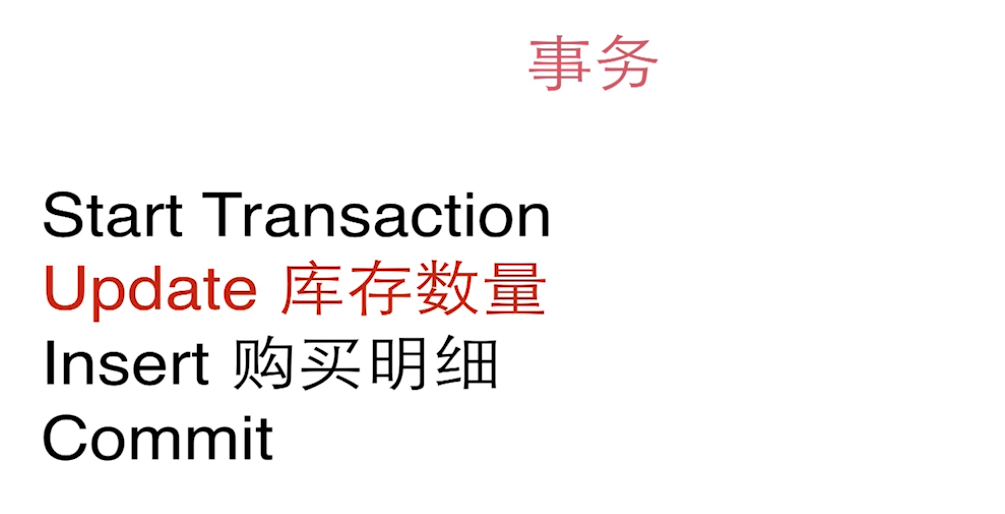 事务
Start Transaction
Update 库存数量
Insert 购买明细
Commit